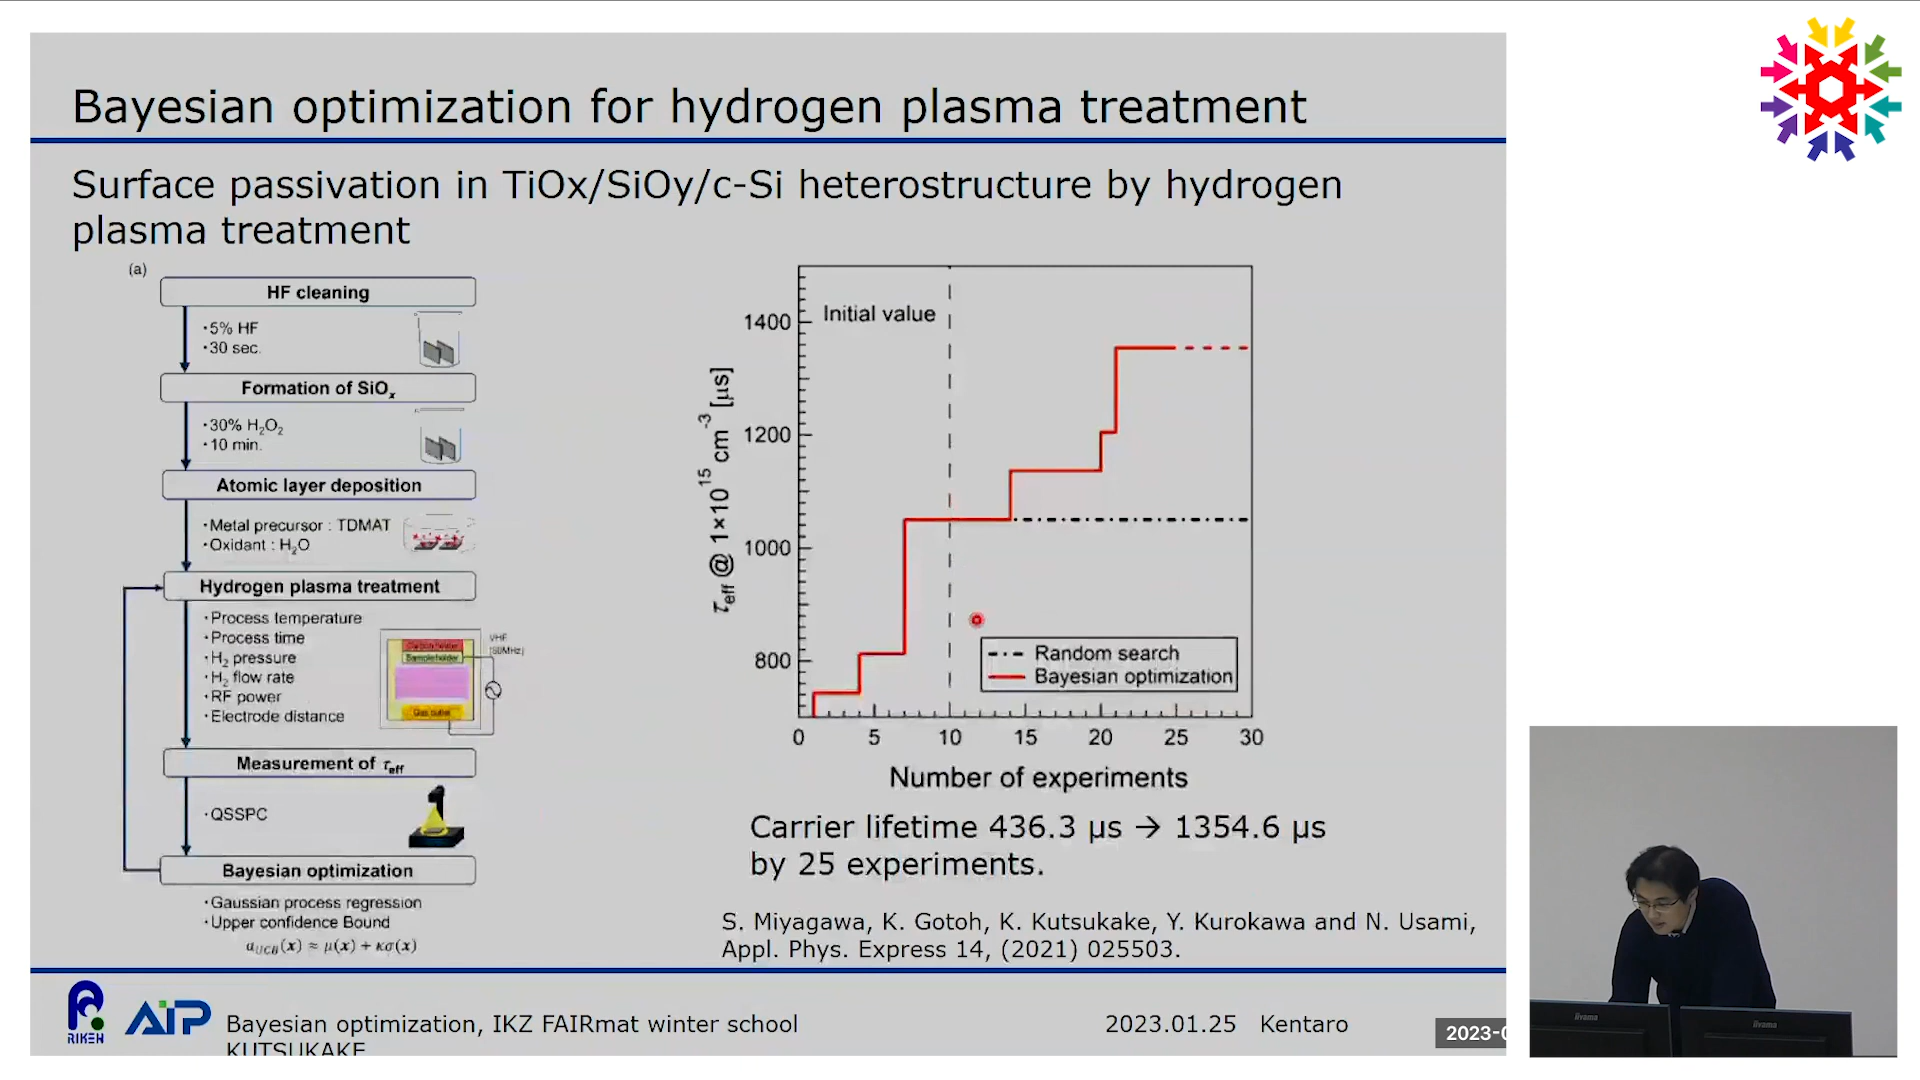 Bayesian optimization for hydrogen plasma treatment
Surface passivation in TiOx/SiOy/c-Si heterostructure by hydrogen
plasma treatment
(a)
HF cleaning
・5% HF
・30 sec.
Formation of SiOₓ
・30% H₂O₂
・10 min.
Atomic layer deposition
・Metal precursor : TDMAT
・Oxidant : H₂O
Hydrogen plasma treatment
・Process temperature
・Process time
・H₂ pressure
・H₂ flow rate
・RF power
・Electrode distance
Sample holder
Gas outlet
VHF
(60MHz)
Measurement of τeff
・QSSPC
Bayesian optimization
・Gaussian process regression
・Upper confidence Bound
aUCB(x) ≈ μ(x) + κσ(x)
τeff @ 1×10¹⁵ cm⁻³ [μs]
1400
1200
1000
800
Initial value
Random search
Bayesian optimization
0 5 10 15 20 25 30
Number of experiments
Carrier lifetime 436.3 μs → 1354.6 μs
by 25 experiments.
S. Miyagawa, K. Gotoh, K. Kutsukake, Y. Kurokawa and N. Usami,
Appl. Phys. Express 14, (2021) 025503.
RIKEN
AIP
Bayesian optimization, IKZ FAIRmat winter school
2023.01.25 Kentaro
KUTSUKAKE
2023-0
iiyama
iiyama